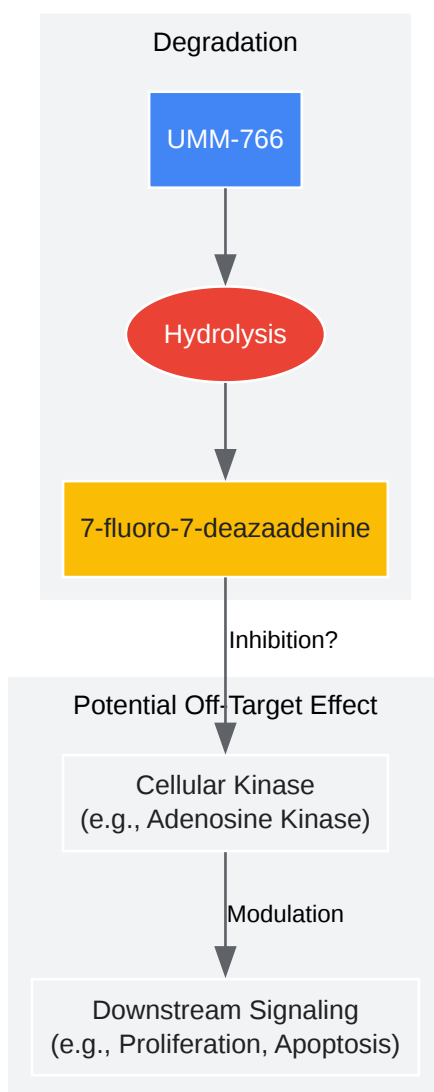 Degradation
UMM-766
Hydrolysis
7-fluoro-7-deazaadenine
Inhibition?
Potential Off-Target Effect
Cellular Kinase
(e.g., Adenosine Kinase)
Modulation
Downstream Signaling
(e.g., Proliferation, Apoptosis)